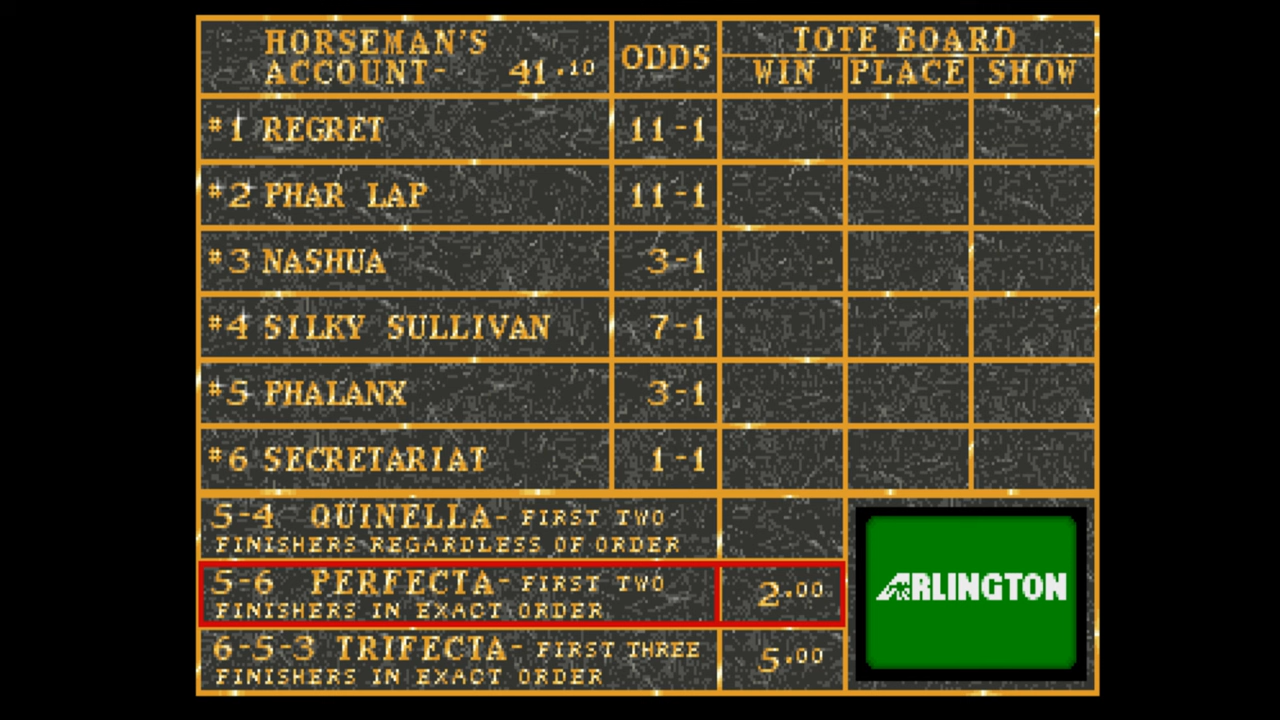 HORSEMAN'S
ACCOUNT- 41.10
ODDS
TOTE BOARD
WIN PLACE SHOW
#1 REGRET 11-1
#2 PHAR LAP 11-1
#3 NASHUA 3-1
#4 SILKY SULLIVAN 7-1
#5 PHALANX 3-1
#6 SECRETARIAT 1-1
5-4 QUINELLA- FIRST TWO
FINISHERS REGARDLESS OF ORDER
5-6 PERFECTA- FIRST TWO
FINISHERS IN EXACT ORDER
2.00
6-5-3 TRIFECTA- FIRST THREE
FINISHERS IN EXACT ORDER
5.00
ARLINGTON